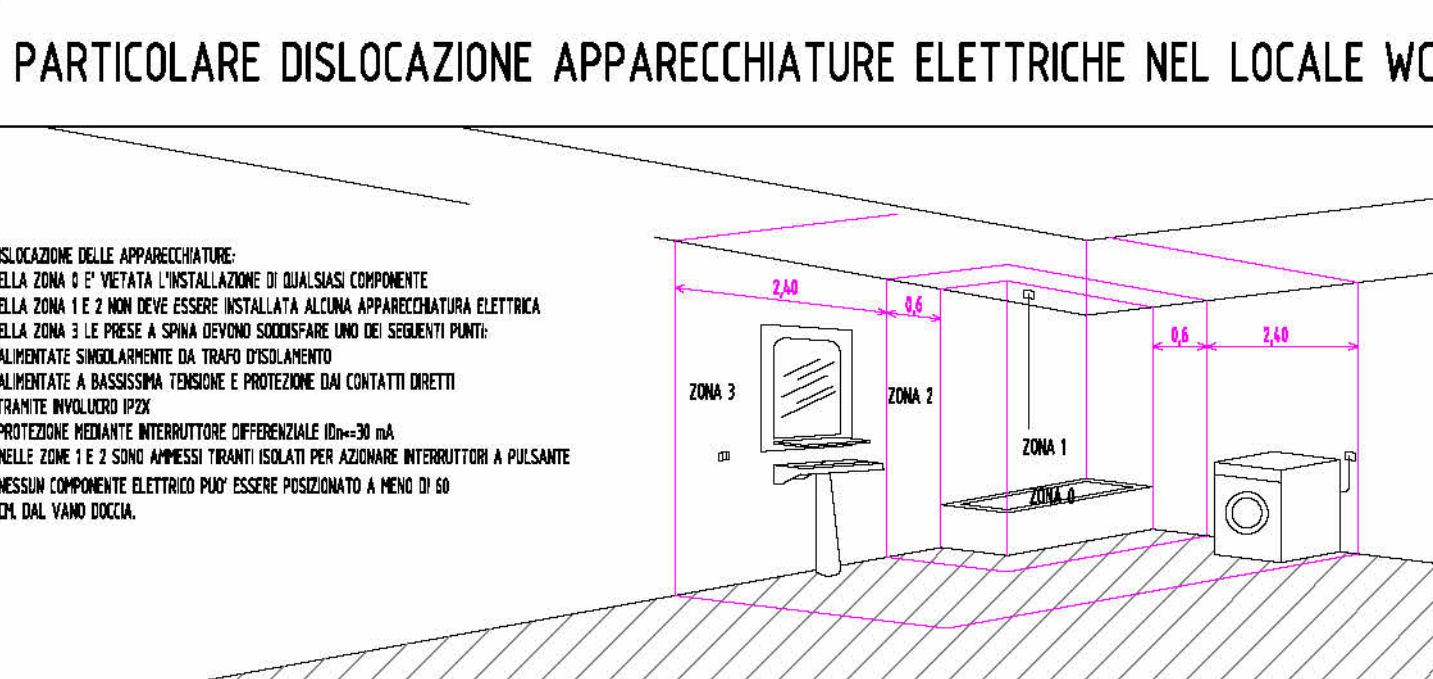 PARTICOLARE DISLOCAZIONE APPARECCHIATURE ELETTRICHE NEL LOCALE WC
ISLOCAZIONE DELLE APPARECCHIATURE:
ELLA ZONA 0 E' VIETATA L'INSTALLAZIONE DI QUALSIASI COMPONENTE
ELLA ZONA 1 E 2 NON DEVE ESSERE INSTALLATA ALCUNA APPARECCHIATURA ELETTRICA
ELLA ZONA 3 LE PRESE A SPINA DEVONO SODDISFARE UNO DEI SEGUENTI PUNTI:
ALIMENTATE SINGOLARMENTE DA TRAFO D'ISOLAMENTO
ALIMENTATE A BASSISSIMA TENSIONE E PROTEZIONE DAI CONTATTI DIRETTI
TRAMITE INVOLUCRO IP2X
PROTEZIONE MEDIANTE INTERRUTTORE DIFFERENZIALE IDn<=30 mA
NELLE ZONE 1 E 2 SONO AMMESSI TIRANTI ISOLATI PER AZIONARE INTERRUTTORI A PULSANTE
NESSUN COMPONENTE ELETTRICO PUO' ESSERE POSIZIONATO A MENO DI 60
CM. DAL VANO DOCCIA.
2,40
0,6
0,6
2,40
ZONA 3
ZONA 2
ZONA 1
ZONA 0